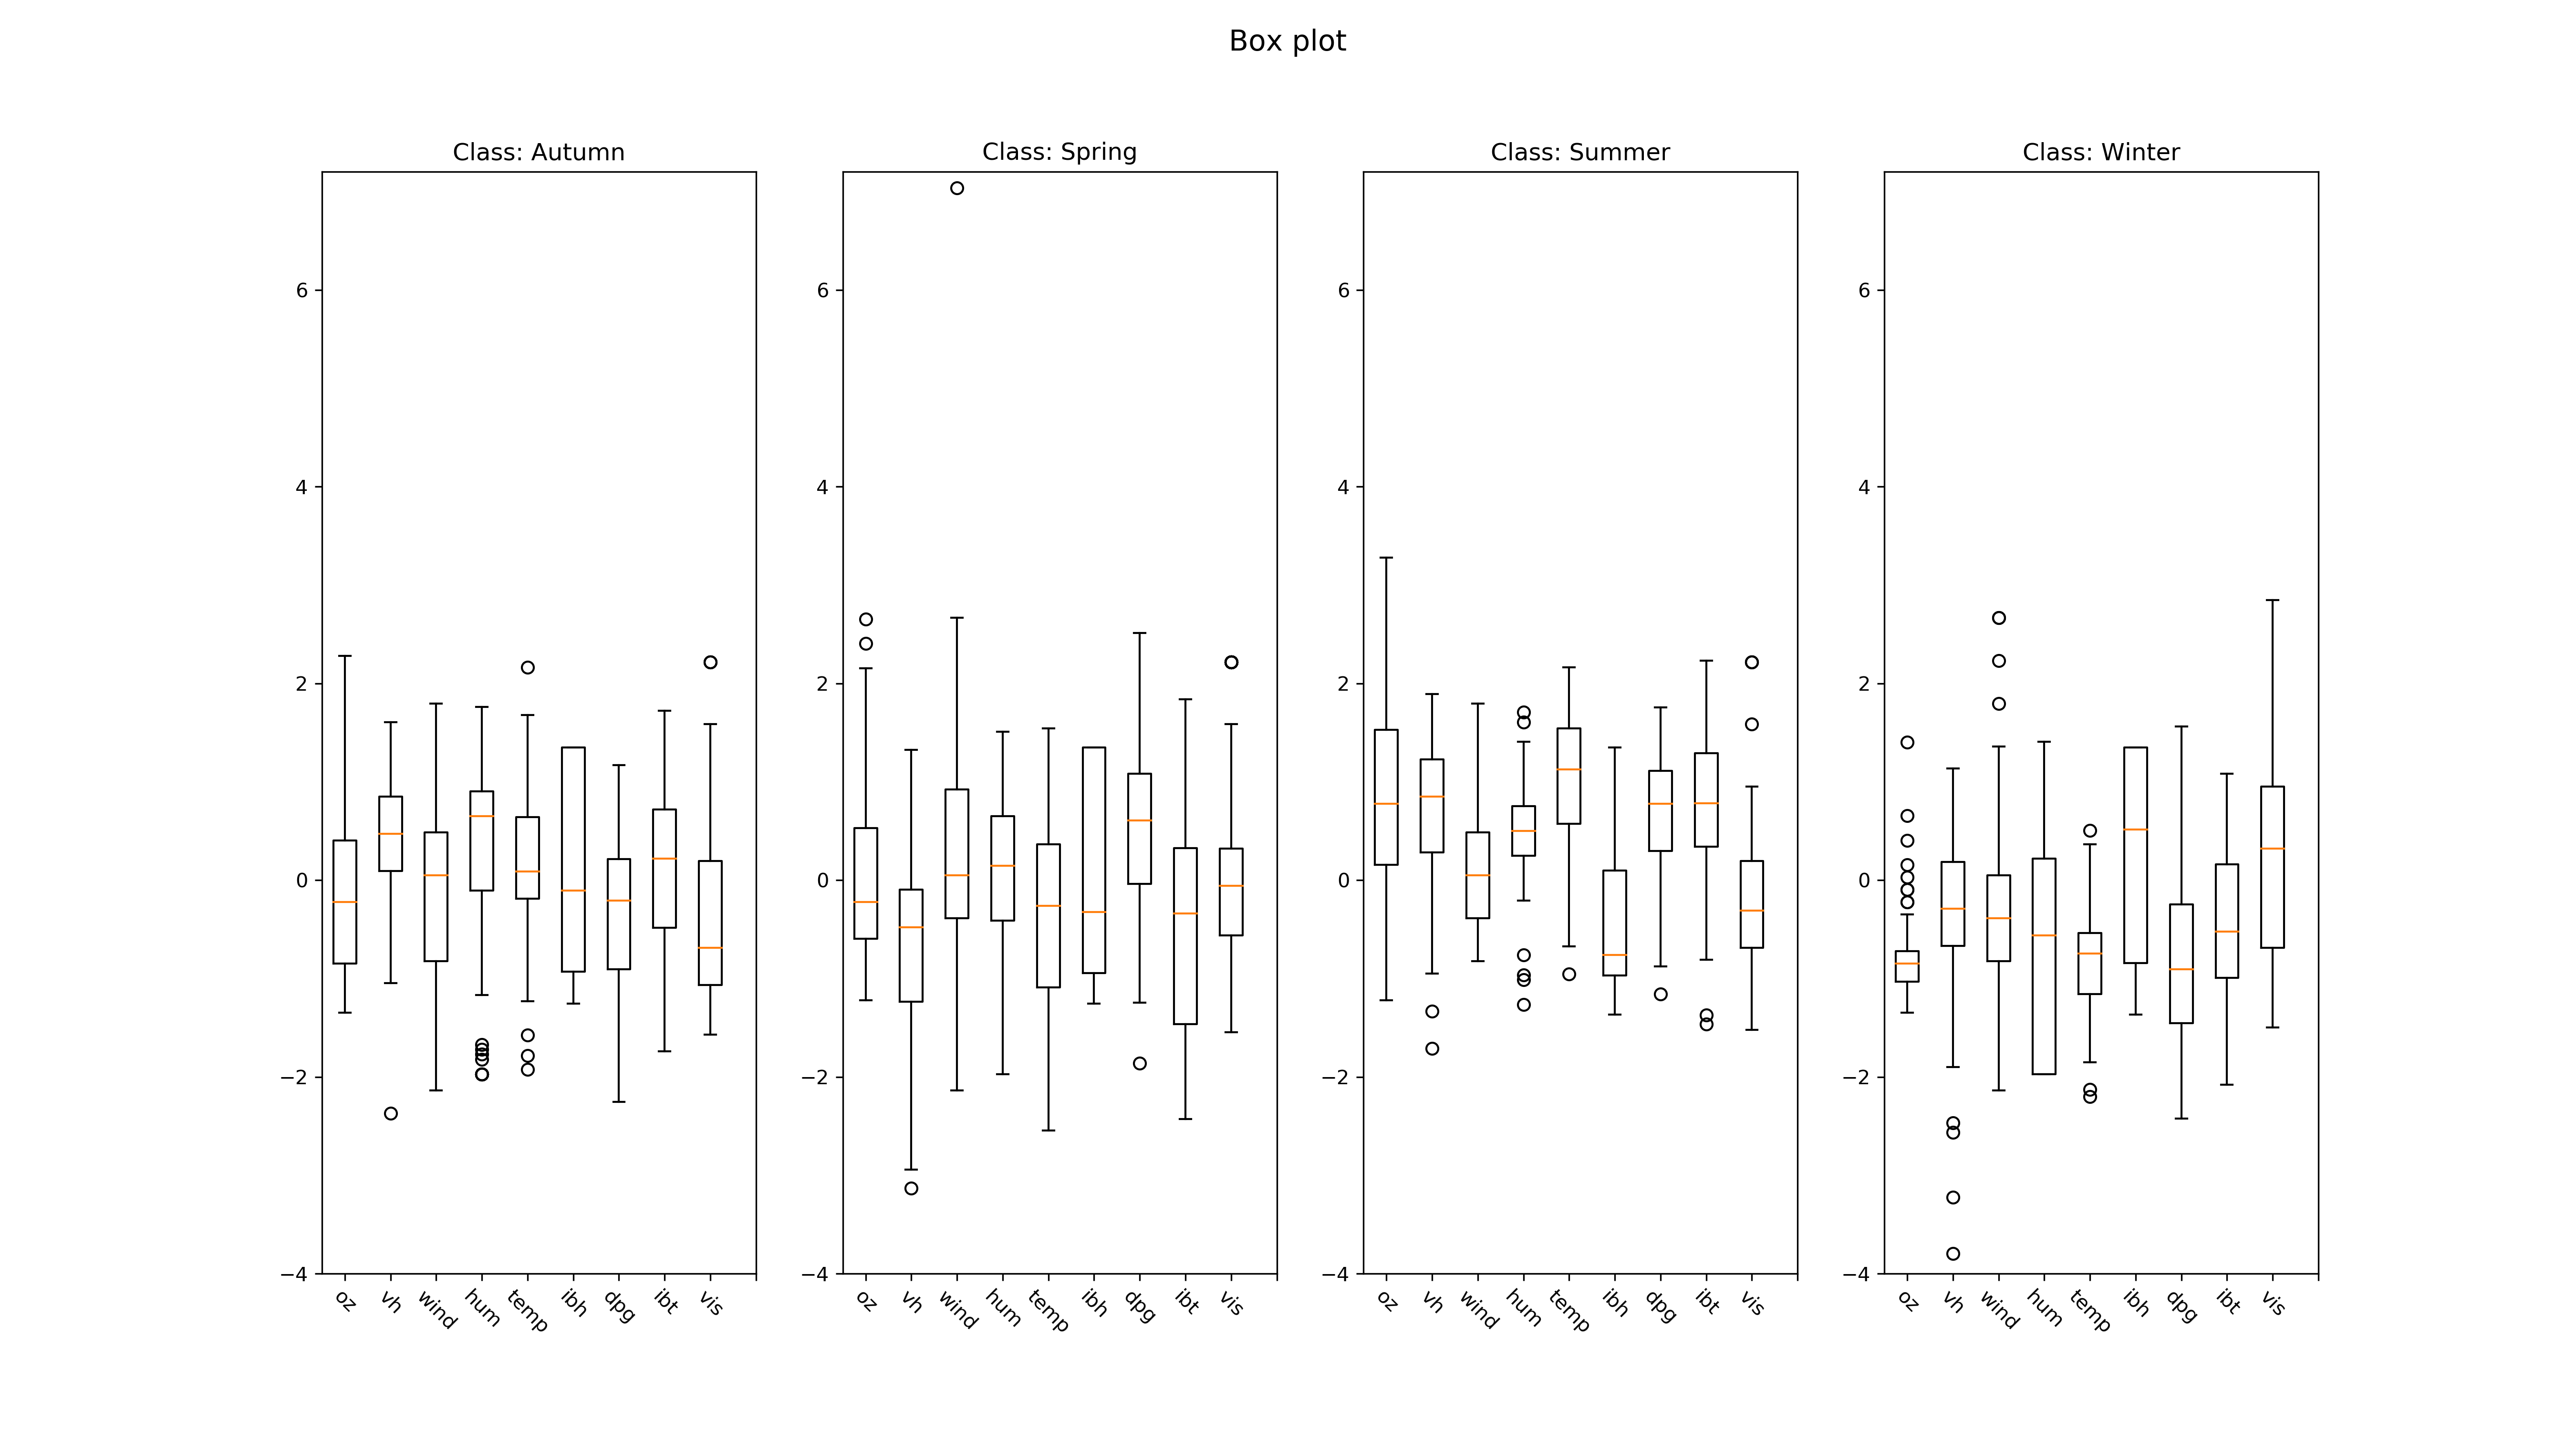 Box plot
Class: Autumn
Class: Spring
Class: Summer
Class: Winter
6
4
2
0
−2
−4
oz
vh
wind
hum
temp
ibh
dpg
ibt
vis
6
4
2
0
−2
−4
oz
vh
wind
hum
temp
ibh
dpg
ibt
vis
6
4
2
0
−2
−4
oz
vh
wind
hum
temp
ibh
dpg
ibt
vis
6
4
2
0
−2
−4
oz
vh
wind
hum
temp
ibh
dpg
ibt
vis